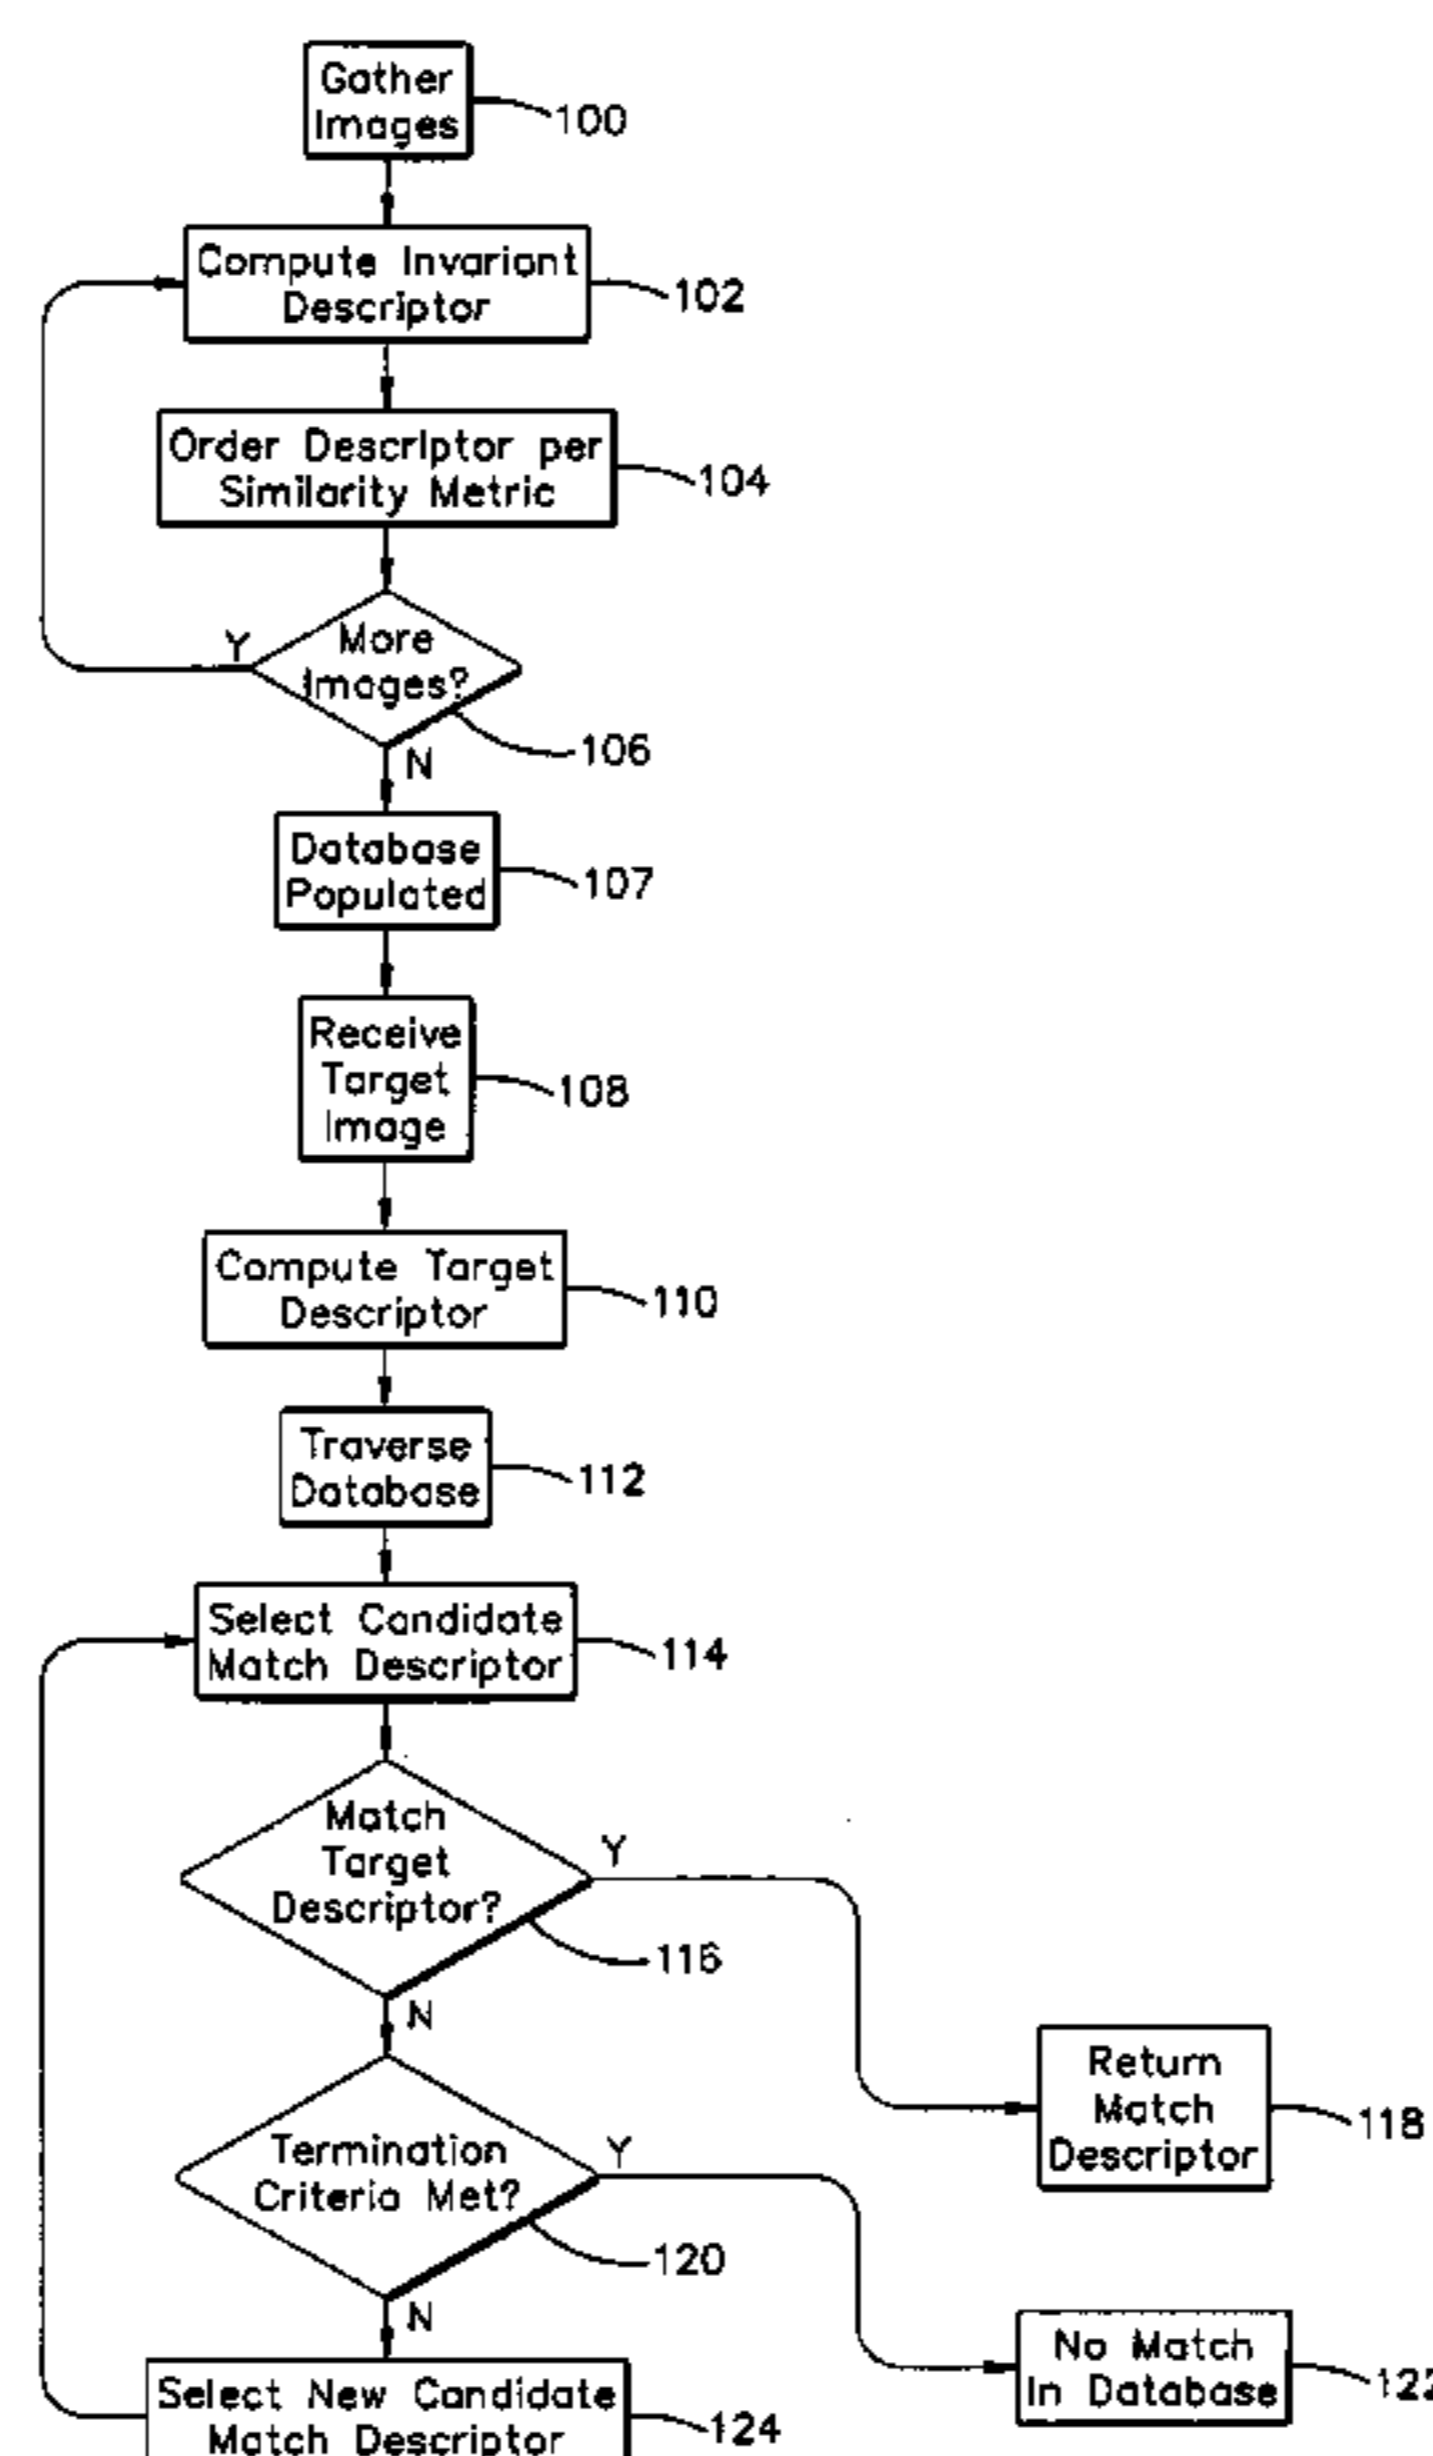 Gather
Images
100
Compute Invariant
Descriptor
102
Order Descriptor per
Similarity Metric
104
More
Images?
Y
106
N
Database
Populated
107
Receive
Target
Image
108
Compute Target
Descriptor
110
Traverse
Database
112
Select Candidate
Match Descriptor
114
Match
Target
Descriptor?
Y
116
N
Return
Match
Descriptor
118
Termination
Criteria Met?
Y
120
N
No Match
In Database
122
Select New Candidate
Match Descriptor
124